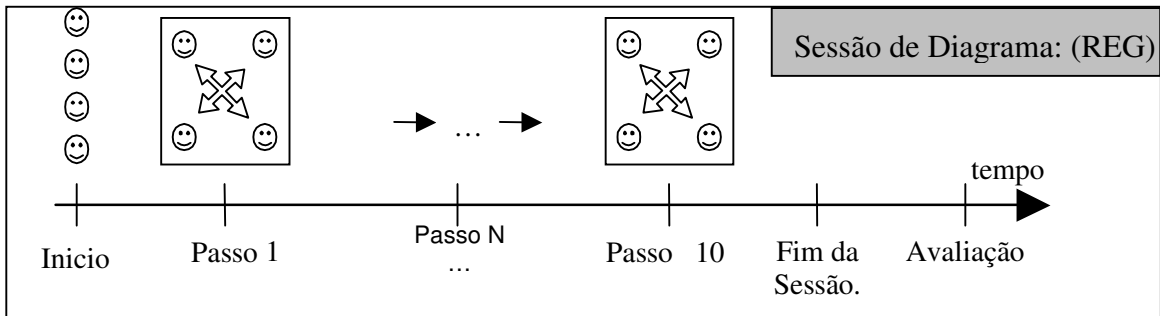 Sessão de Diagrama: (REG)
...
tempo
Inicio
Passo 1
Passo N
...
Passo 10
Fim da
Sessão.
Avaliação